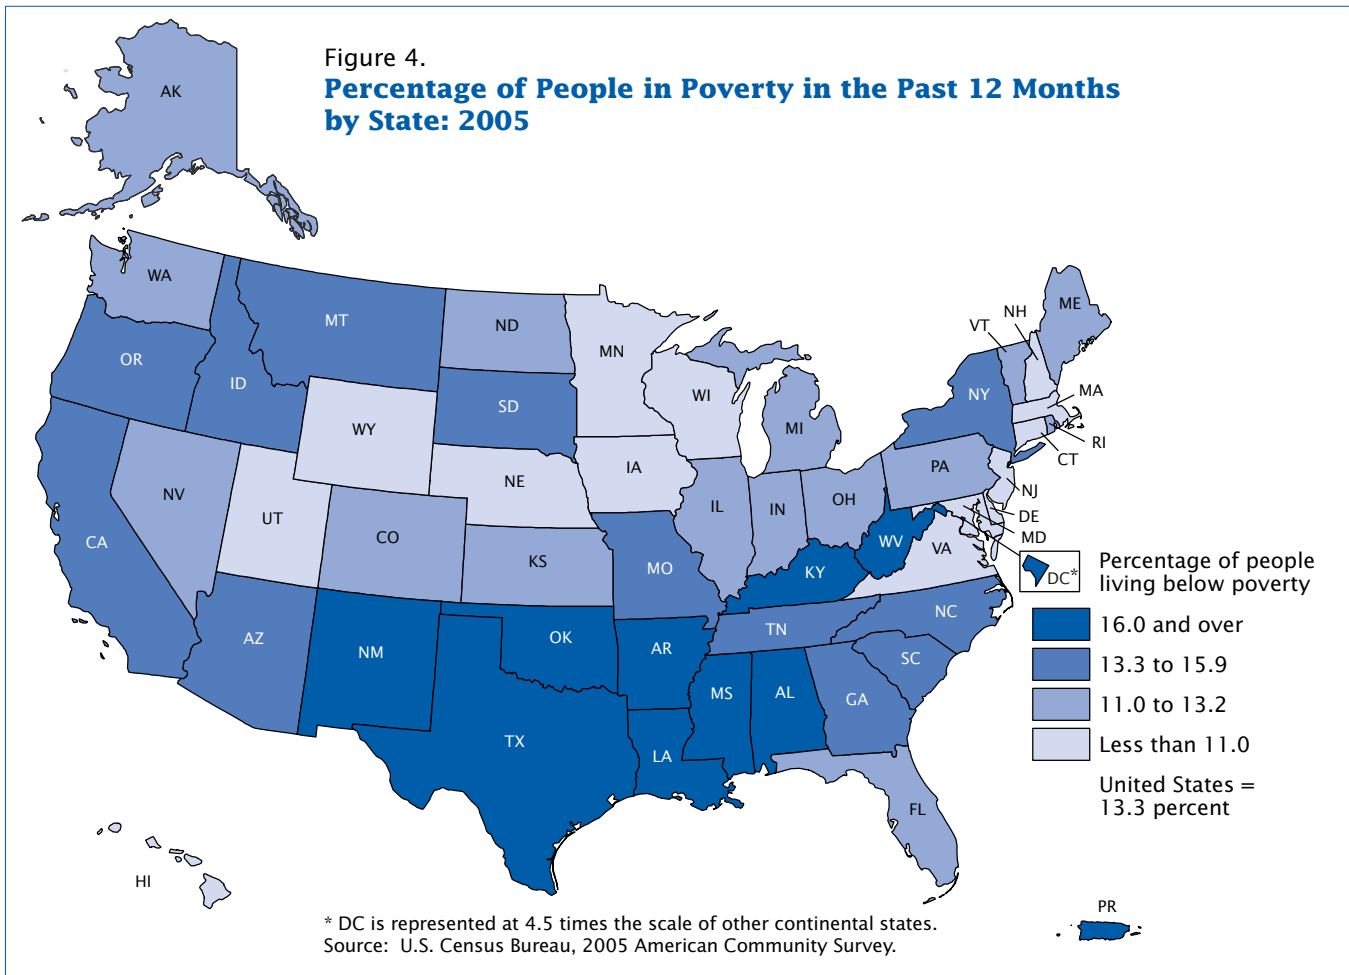 Figure 4.
Percentage of People in Poverty in the Past 12 Months
by State: 2005
AK
WA
MT
ND
MN
VT
NH
ME
OR
ID
SD
WI
MI
NY
MA
RI
CT
WY
NE
IA
PA
NJ
NV
UT
CO
KS
IL
IN
OH
DE
MD
CA
MO
WV
VA
KY
DC*
AZ
NM
OK
AR
TN
NC
SC
MS
AL
GA
TX
LA
FL
HI
PR
Percentage of people
living below poverty
16.0 and over
13.3 to 15.9
11.0 to 13.2
Less than 11.0
United States =
13.3 percent
* DC is represented at 4.5 times the scale of other continental states.
Source: U.S. Census Bureau, 2005 American Community Survey.